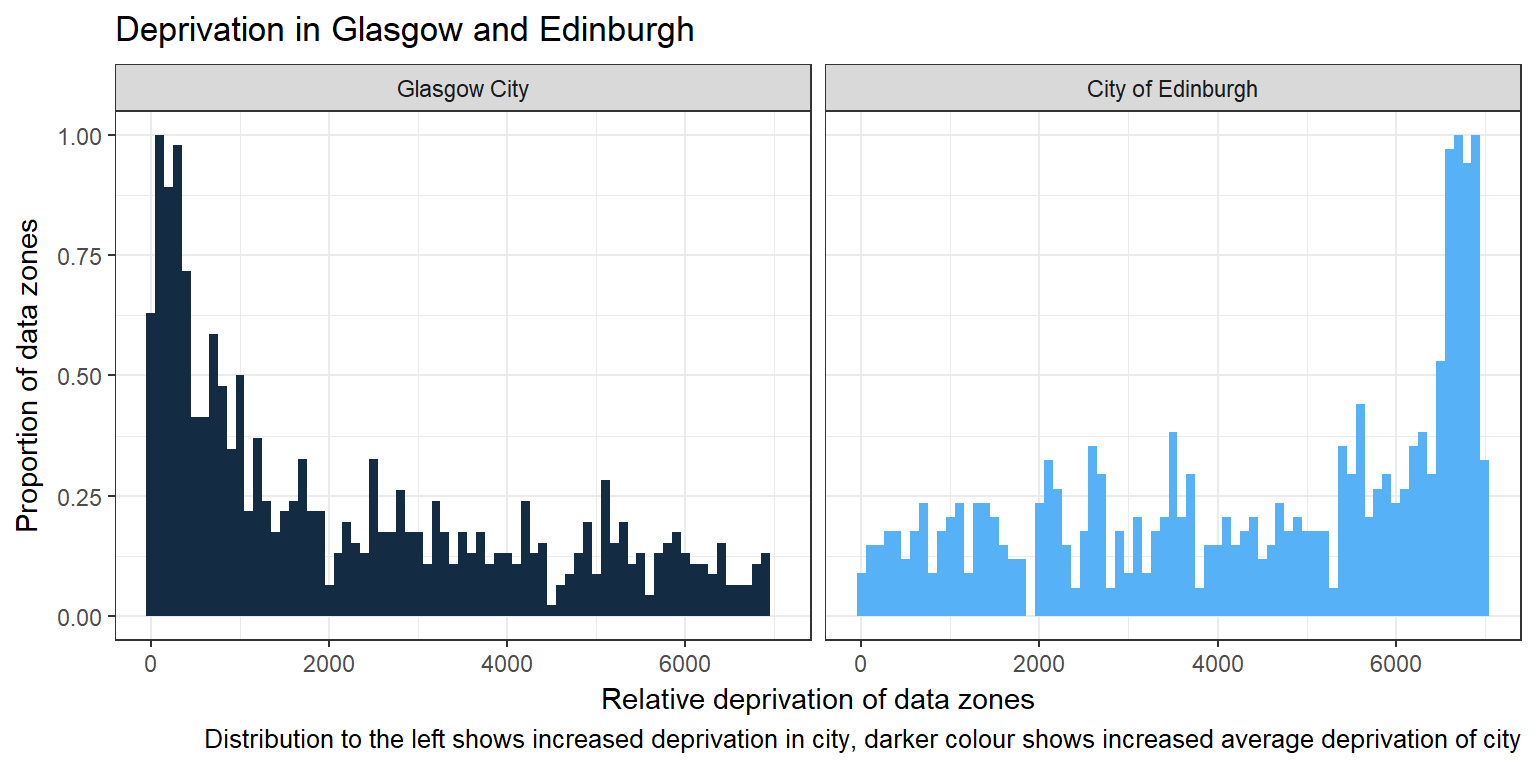 Deprivation in Glasgow and Edinburgh
Glasgow City
City of Edinburgh
Proportion of data zones
1.00
0.75
0.50
0.25
0.00
0 2000 4000 6000
0 2000 4000 6000
Relative deprivation of data zones
Distribution to the left shows increased deprivation in city, darker colour shows increased average deprivation of city